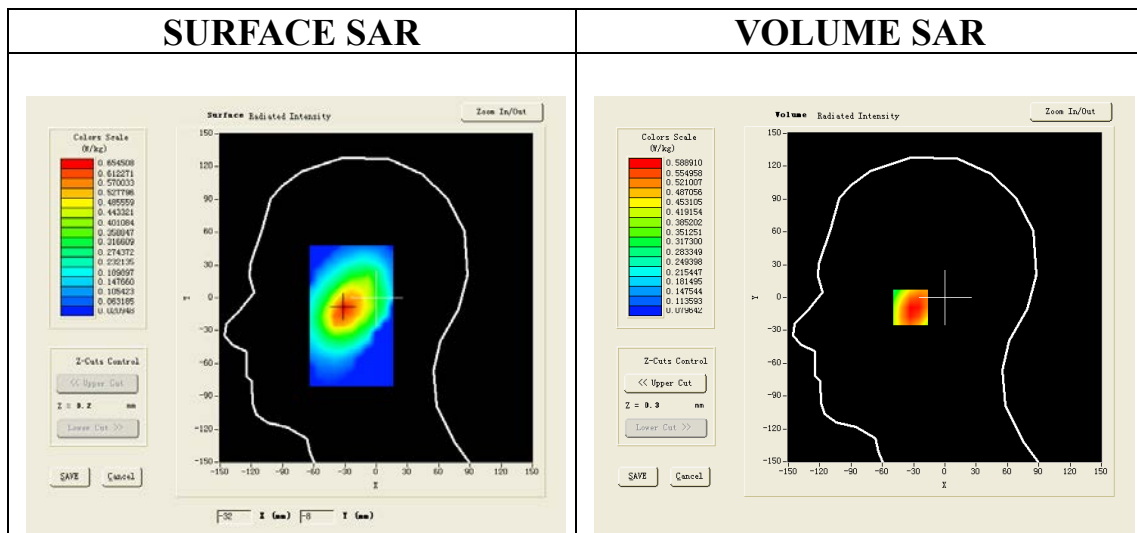 SURFACE SAR
VOLUME SAR
Surface Radiated Intensity
Zoom In/Out
Colors Scale
(W/kg)
0.654508
0.612271
0.570033
0.527796
0.485559
0.443321
0.401084
0.358847
0.316609
0.274372
0.232135
0.189897
0.147660
0.105423
0.063185
0.020948
150
120
90
60
30
0
-30
-60
-90
-120
-150
Y
-150 -120 -90 -60 -30 0 30 60 90 120 150
X
Z-Cuts Control
<< Upper Cut
Z = 0.2 mm
Lower Cut >>
SAVE Cancel
-32 X (mm) -8 Y (mm)
Volume Radiated Intensity
Zoom In/Out
Colors Scale
(W/kg)
0.588910
0.554958
0.521007
0.487056
0.453105
0.419154
0.385202
0.351251
0.317300
0.283349
0.249398
0.215447
0.181495
0.147544
0.113593
0.079642
150
120
90
60
30
0
-30
-60
-90
-120
-150
Y
-150 -120 -90 -60 -30 0 30 60 90 120 150
X
Z-Cuts Control
<< Upper Cut
Z = 0.3 mm
Lower Cut >>
SAVE Cancel